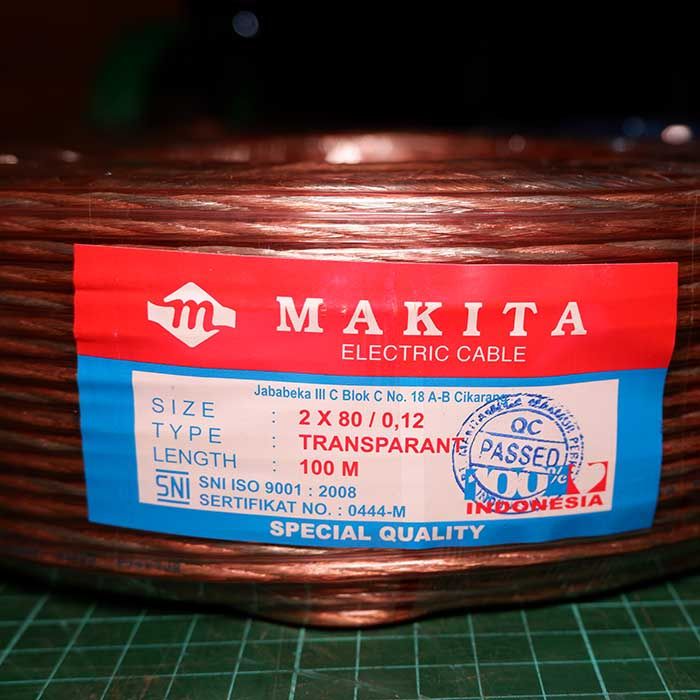 m
MAKITA
ELECTRIC CABLE
Jababeka III C Blok C No. 18 A-B Cikarang
SIZE : 2 X 80 / 0,12
TYPE : TRANSPARANT
LENGTH : 100 M
SNI
SNI ISO 9001 : 2008
SERTIFIKAT NO. : 0444-M
QC
PASSED
100%
INDONESIA
SPECIAL QUALITY